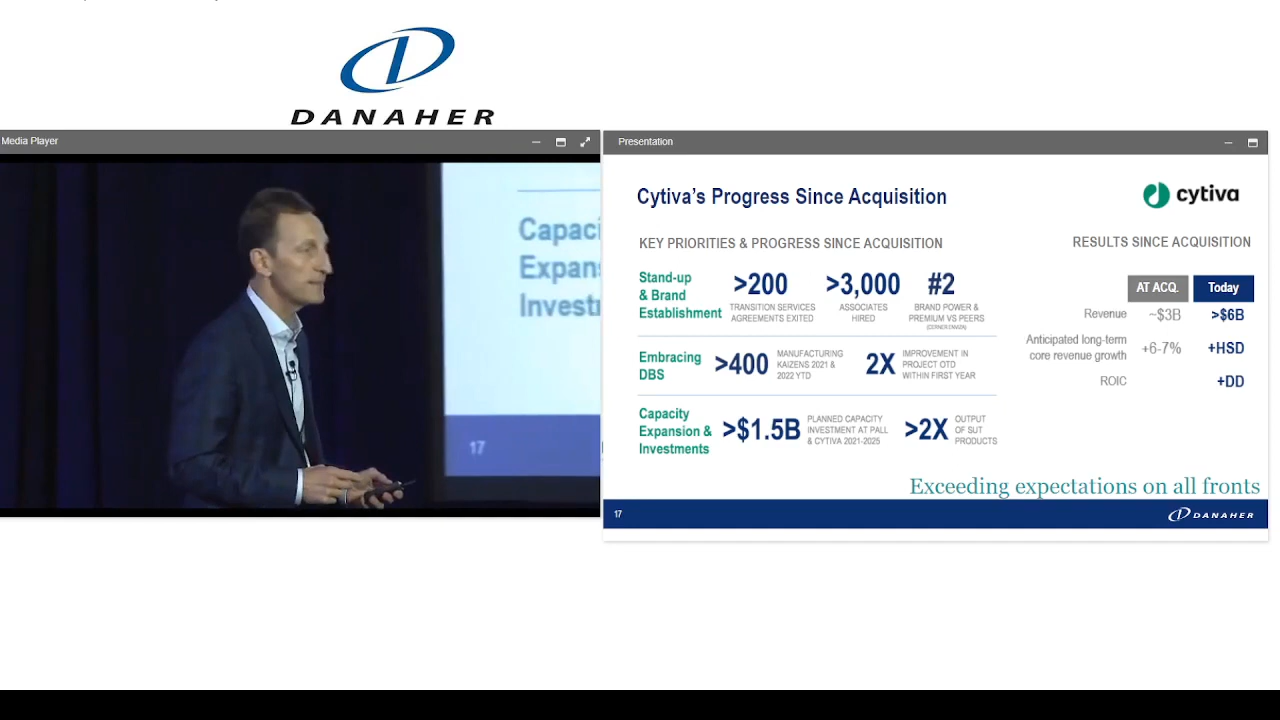 DANAHER
Media Player
Capaci
Expans
Investi
17
Presentation
Cytiva's Progress Since Acquisition
cytiva
KEY PRIORITIES & PROGRESS SINCE ACQUISITION
RESULTS SINCE ACQUISITION
Stand-up
& Brand
Establishment
>200
TRANSITION SERVICES
AGREEMENTS EXITED
>3,000
ASSOCIATES
HIRED
#2
BRAND POWER &
PREMIUM VS PEERS
Embracing
DBS
>400
MANUFACTURING
KAIZENS 2021 &
2022 YTD
2X
IMPROVEMENT IN
PROJECT OTD
WITHIN FIRST YEAR
Capacity
Expansion &
Investments
>$1.5B
PLANNED CAPACITY
INVESTMENT AT PALL
& CYTIVA 2021-2025
>2X
OUTPUT
OF SUT
PRODUCTS
AT ACQ. Today
Revenue ~$3B >$6B
Anticipated long-term
core revenue growth +6-7% +HSD
ROIC +DD
Exceeding expectations on all fronts
17
DANAHER